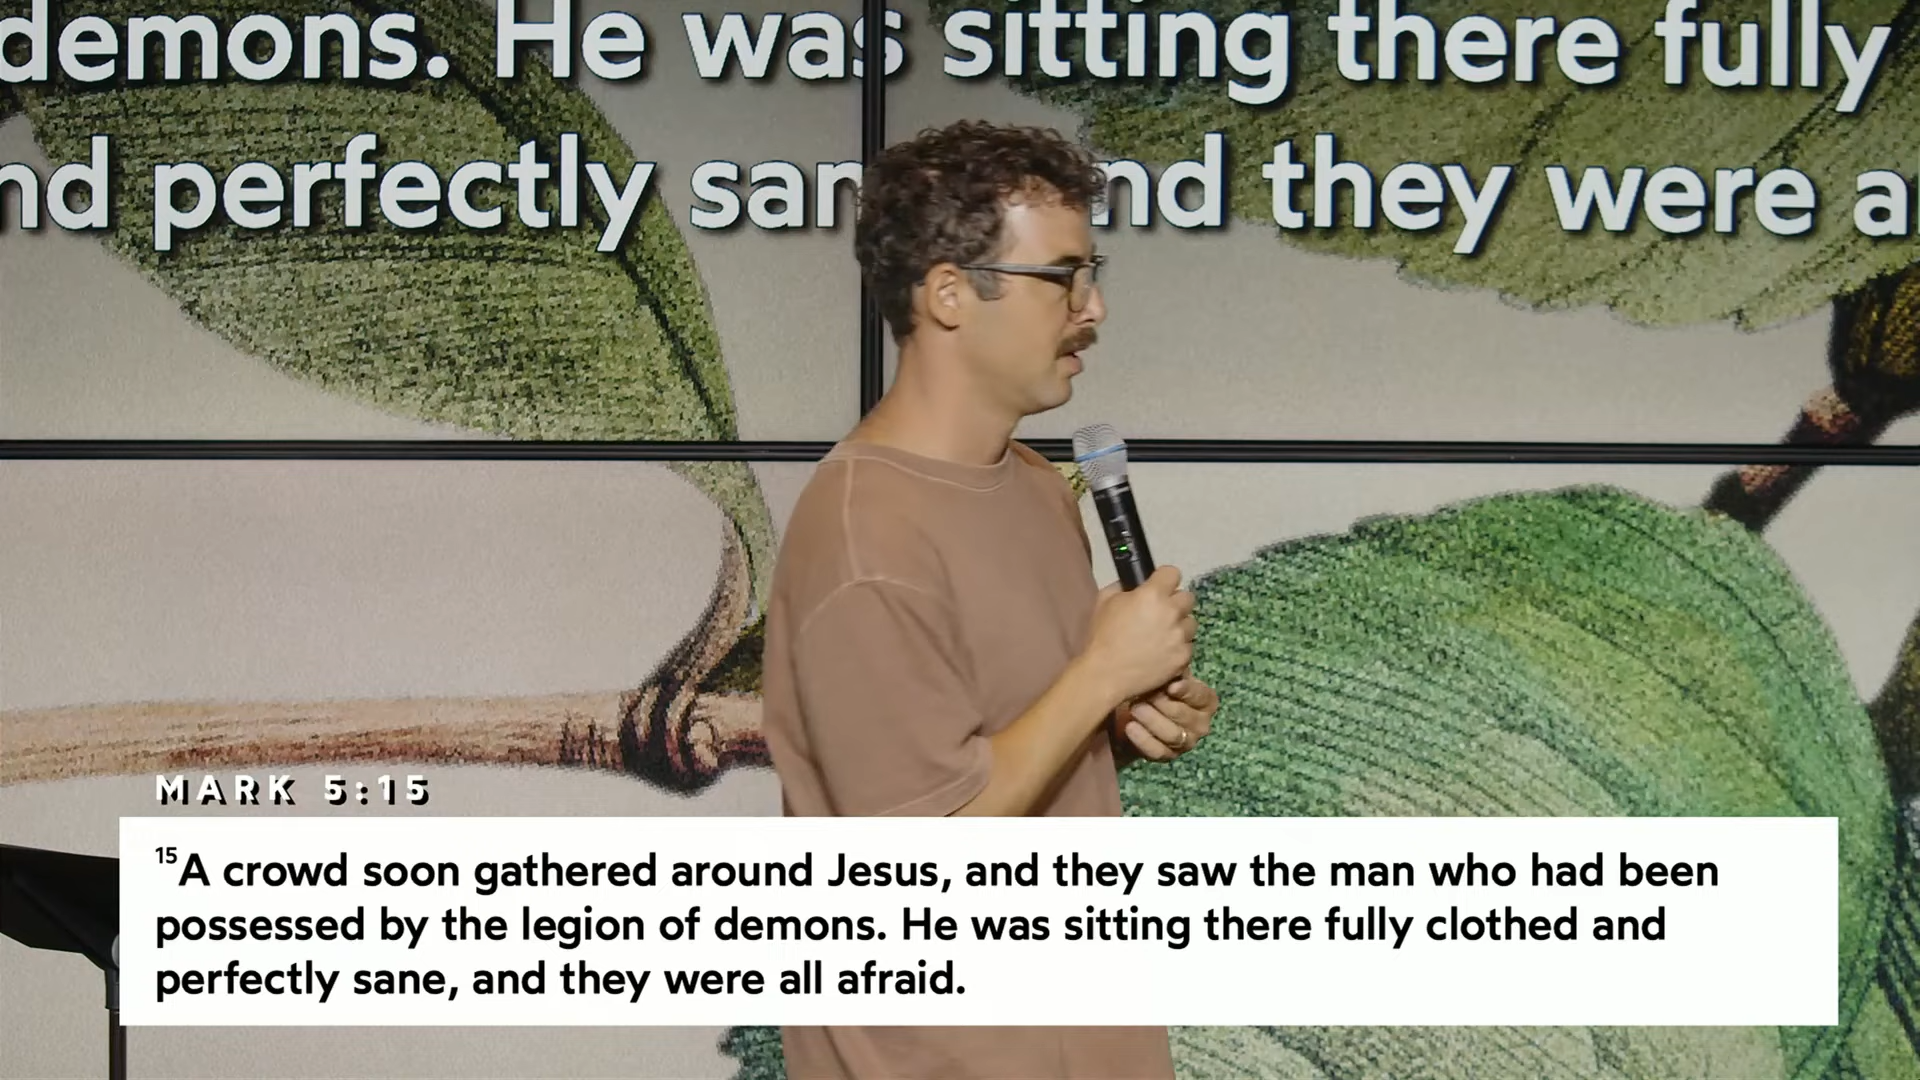 demons. He was sitting there fully
nd perfectly san nd they were a
MARK 5:15
15A crowd soon gathered around Jesus, and they saw the man who had been
possessed by the legion of demons. He was sitting there fully clothed and
perfectly sane, and they were all afraid.